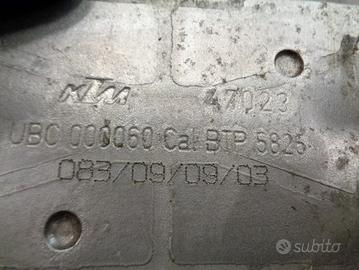 KTM 47023
UBC 000060 Cal BTP 5825
083/09/09/03
subito